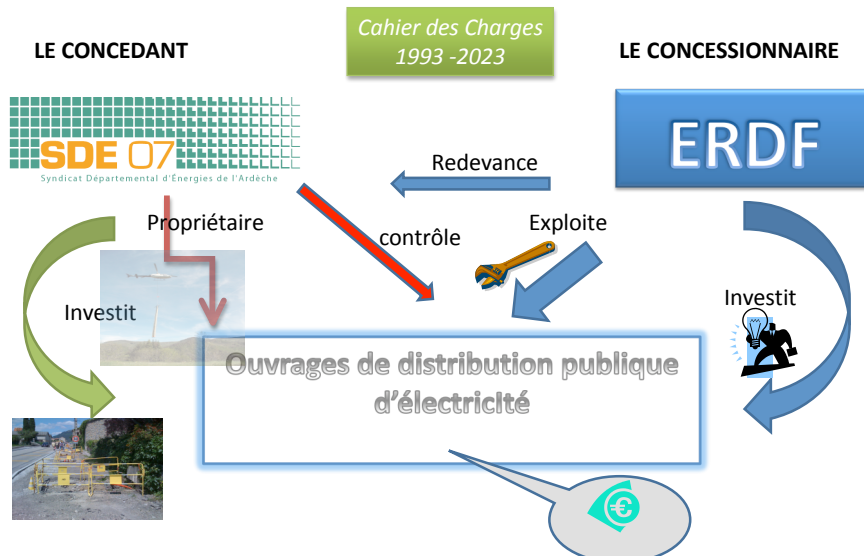 Cahier des Charges
1993 -2023
LE CONCEDANT
LE CONCESSIONNAIRE
SDE 07
Syndicat Départemental d'Énergies de l'Ardèche
ERDF
Redevance
Propriétaire
contrôle
Exploite
Investit
Investit
Ouvrages de distribution publique
d'électricité
€